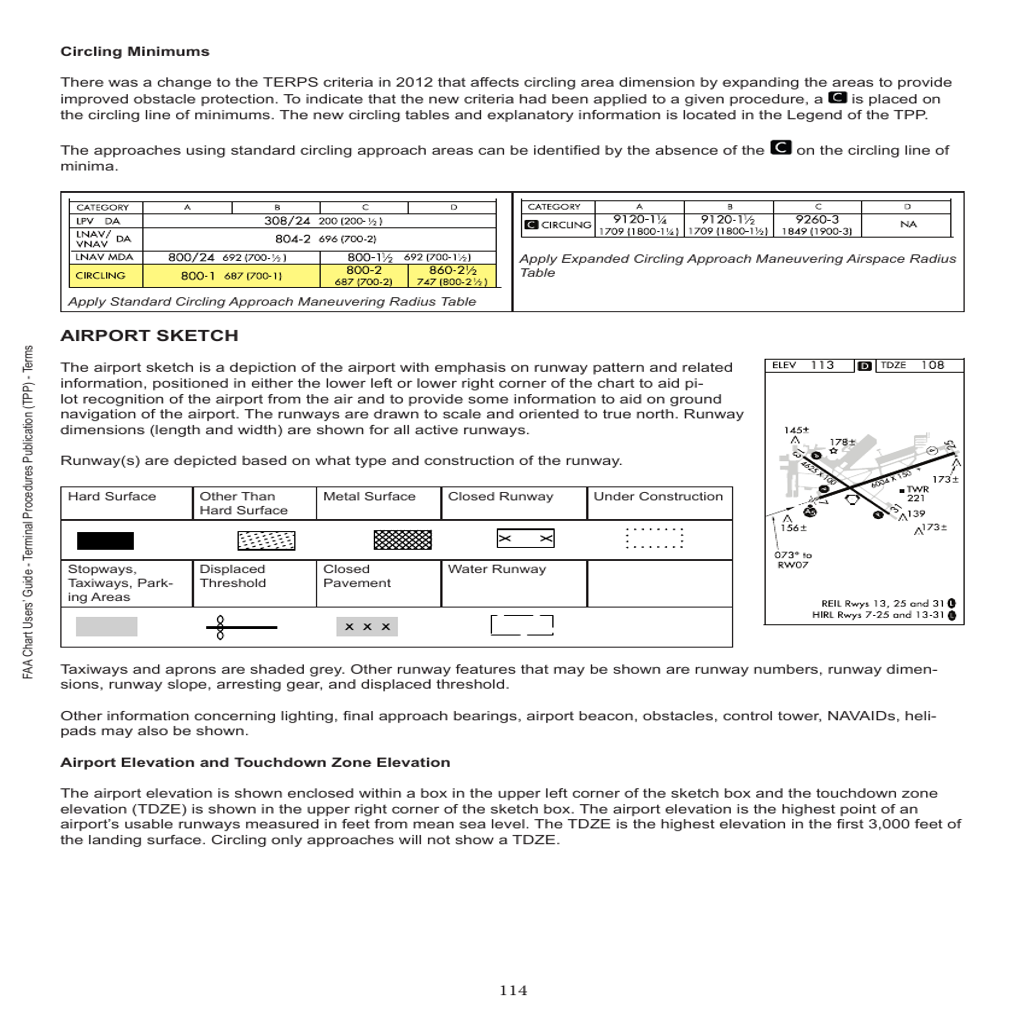 Circling Minimums
There was a change to the TERPS criteria in 2012 that affects circling area dimension by expanding the areas to provide
improved obstacle protection. To indicate that the new criteria had been applied to a given procedure, a C is placed on
the circling line of minimums. The new circling tables and explanatory information is located in the Legend of the TPP.
The approaches using standard circling approach areas can be identified by the absence of the C on the circling line of
minima.
CATEGORY A B C D
LPV DA 308/24 200 (200-½)
LNAV/
VNAV DA 804-2 696 (700-2)
LNAV MDA 800/24 692 (700-½) 800-1½ 692 (700-1½)
CIRCLING 800-1 687 (700-1) 800-2 687 (700-2) 860-2½ 747 (800-2½)
Apply Standard Circling Approach Maneuvering Radius Table
CATEGORY A B C D
C CIRCLING 9120-1¼ 1709 (1800-1¼) 9120-1½ 1709 (1800-1½) 9260-3 1849 (1900-3) NA
Apply Expanded Circling Approach Maneuvering Airspace Radius
Table
AIRPORT SKETCH
The airport sketch is a depiction of the airport with emphasis on runway pattern and related
information, positioned in either the lower left or lower right corner of the chart to aid pi-
lot recognition of the airport from the air and to provide some information to aid on ground
navigation of the airport. The runways are drawn to scale and oriented to true north. Runway
dimensions (length and width) are shown for all active runways.
Runway(s) are depicted based on what type and construction of the runway.
Hard Surface
Other Than
Hard Surface
Metal Surface
Closed Runway
Under Construction
Stopways,
Taxiways, Park-
ing Areas
Displaced
Threshold
Closed
Pavement
Water Runway
x x x
ELEV 113 D TDZE 108
145±
178±
13
25
4625 X 100
6004 X 150
173±
TWR
221
7
31
139
156±
173±
073° to
RW07
REIL Rwys 13, 25 and 31 L
HIRL Rwys 7-25 and 13-31 L
Taxiways and aprons are shaded grey. Other runway features that may be shown are runway numbers, runway dimen-
sions, runway slope, arresting gear, and displaced threshold.
Other information concerning lighting, final approach bearings, airport beacon, obstacles, control tower, NAVAIDs, heli-
pads may also be shown.
Airport Elevation and Touchdown Zone Elevation
The airport elevation is shown enclosed within a box in the upper left corner of the sketch box and the touchdown zone
elevation (TDZE) is shown in the upper right corner of the sketch box. The airport elevation is the highest point of an
airport's usable runways measured in feet from mean sea level. The TDZE is the highest elevation in the first 3,000 feet of
the landing surface. Circling only approaches will not show a TDZE.
FAA Chart Users' Guide - Terminal Procedures Publication (TPP) - Terms
114